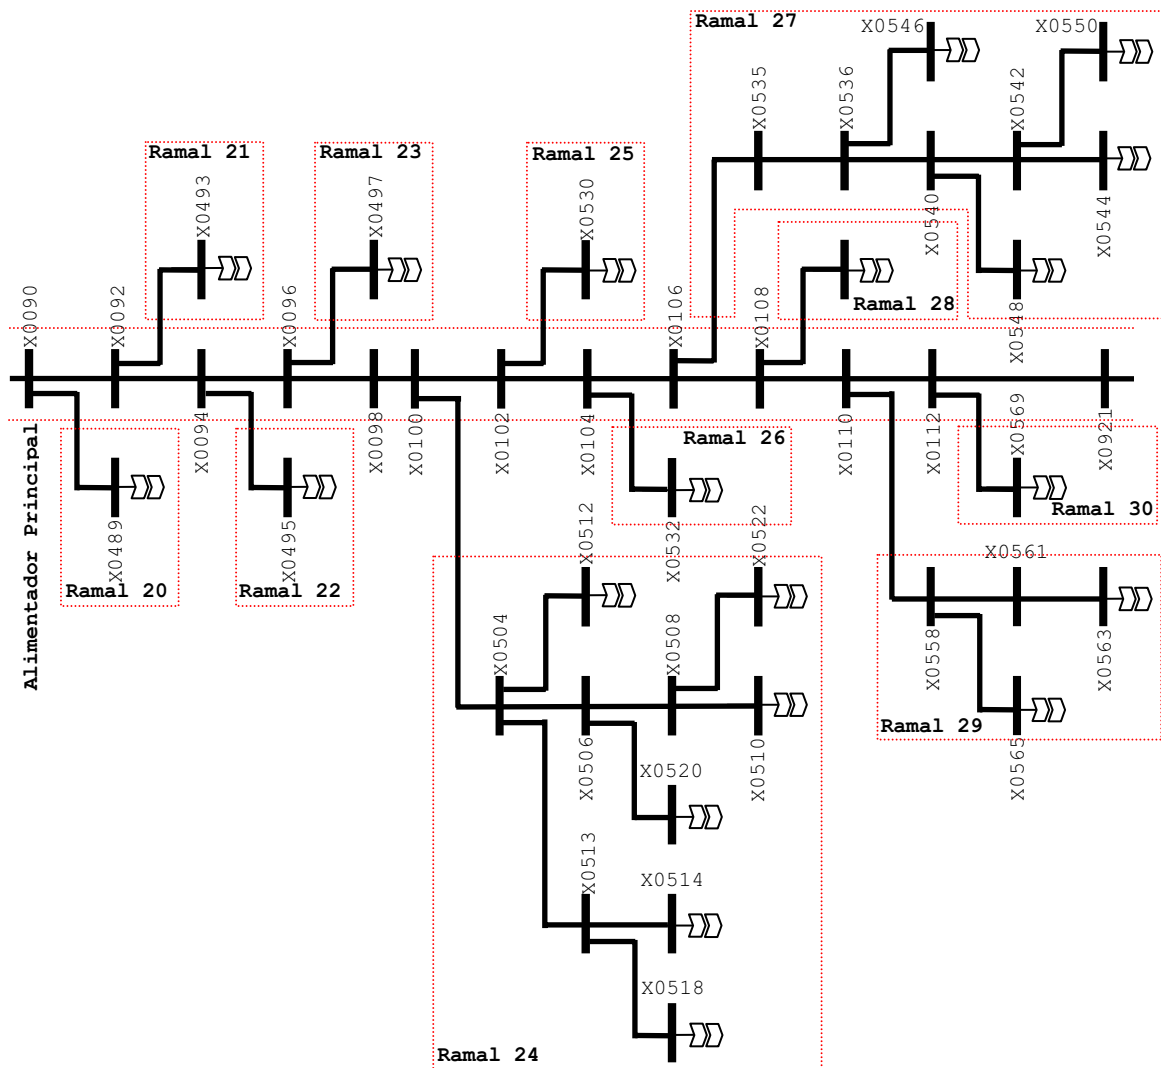 Ramal 27
X0546
X0550
X0535
X0536
X0542
Ramal 21
Ramal 23
Ramal 25
X0493
X0497
X0530
X0540
X0544
X0090
X0092
X0096
X0106
X0108
Ramal 28
X0548
Alimentador Principal
X0094
X0098
X0100
X0102
X0104
X0110
X0112
X0569
X0921
Ramal 26
X0489
X0495
X0512
X0532
X0522
Ramal 30
Ramal 20
Ramal 22
X0561
X0504
X0508
X0558
X0563
Ramal 29
X0506
X0520
X0510
X0565
X0513
X0514
X0518
Ramal 24